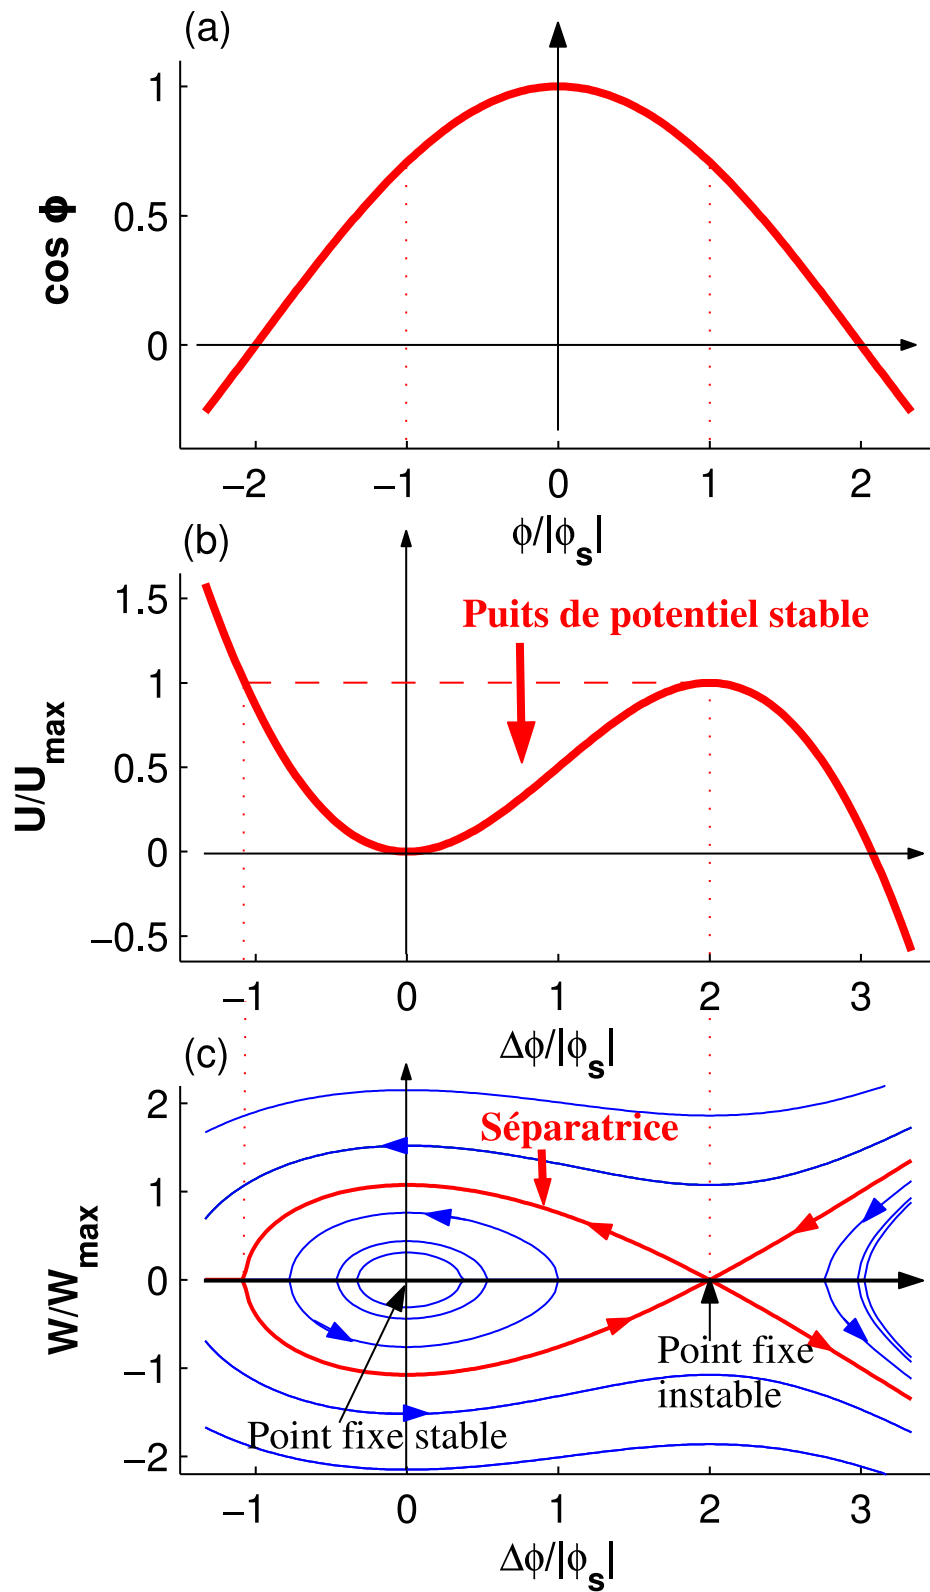 (a)
1
0.5
0
cos ϕ
−2 −1 0 1 2
ϕ/|ϕs|
(b)
1.5
1
0.5
0
−0.5
U/Umax
Puits de potentiel stable
−1 0 1 2 3
Δϕ/|ϕs|
(c)
2
1
0
−1
−2
W/Wmax
Séparatrice
Point fixe
instable
Point fixe stable
−1 0 1 2 3
Δϕ/|ϕs|